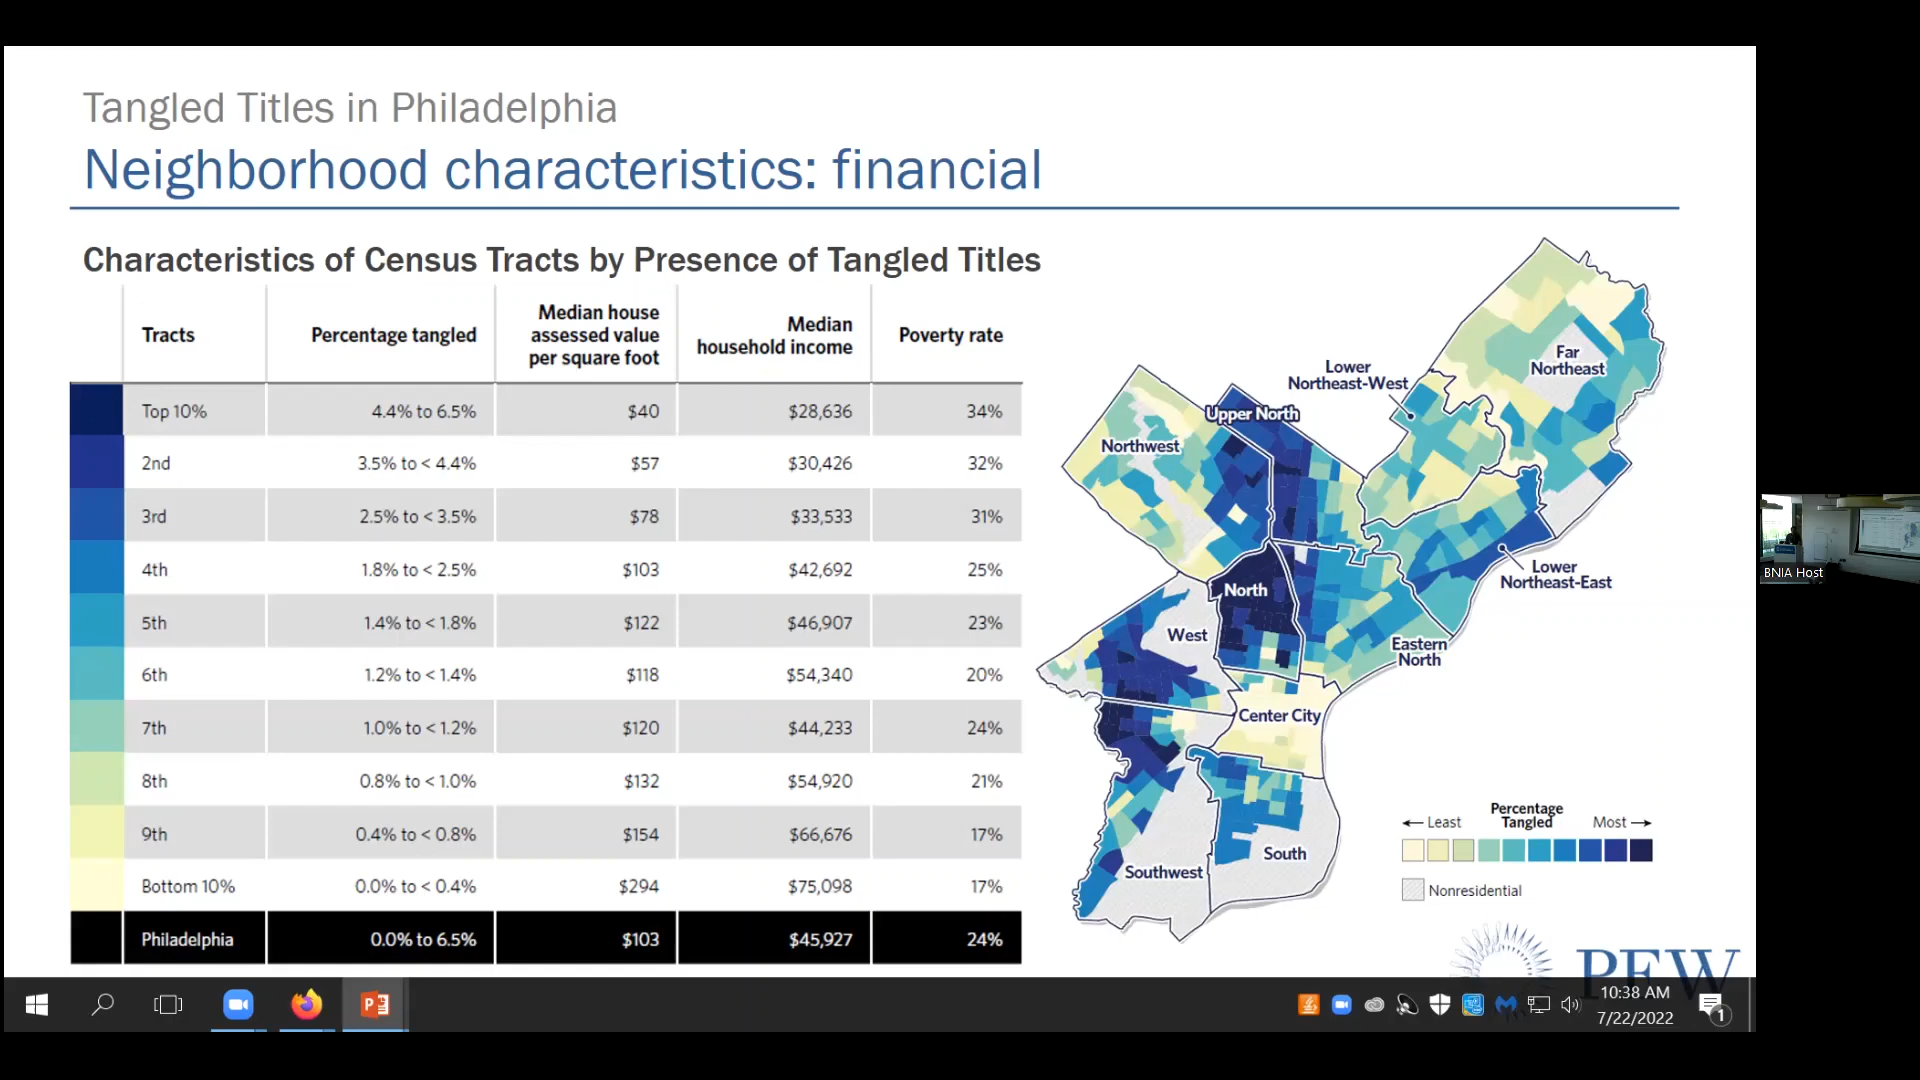 Tangled Titles in Philadelphia
Neighborhood characteristics: financial
Characteristics of Census Tracts by Presence of Tangled Titles
Tracts Percentage tangled Median house assessed value per square foot Median household income Poverty rate
Top 10% 4.4% to 6.5% $40 $28,636 34%
2nd 3.5% to < 4.4% $57 $30,426 32%
3rd 2.5% to < 3.5% $78 $33,533 31%
4th 1.8% to < 2.5% $103 $42,692 25%
5th 1.4% to < 1.8% $122 $46,907 23%
6th 1.2% to < 1.4% $118 $54,340 20%
7th 1.0% to < 1.2% $120 $44,233 24%
8th 0.8% to < 1.0% $132 $54,920 21%
9th 0.4% to < 0.8% $154 $66,676 17%
Bottom 10% 0.0% to < 0.4% $294 $75,098 17%
Philadelphia 0.0% to 6.5% $103 $45,927 24%
Far
Northeast
Lower
Northeast-West
Upper North
Northwest
Lower
Northeast-East
North
West
Eastern
North
Center City
South
Southwest
Percentage
Tangled
← Least
Most →
Nonresidential
PEW
BNIA Host
10:38 AM
7/22/2022
1